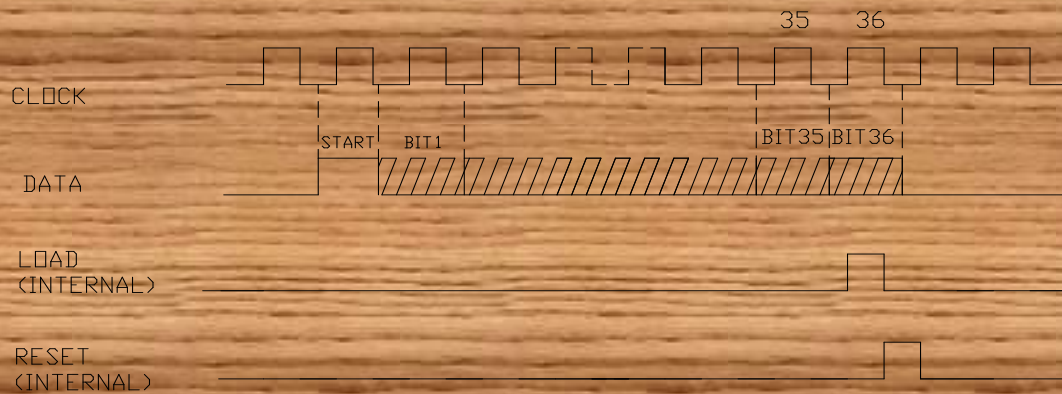 35 36
CLOCK
START BIT1 BIT35 BIT36
DATA
LOAD
(INTERNAL)
RESET
(INTERNAL)